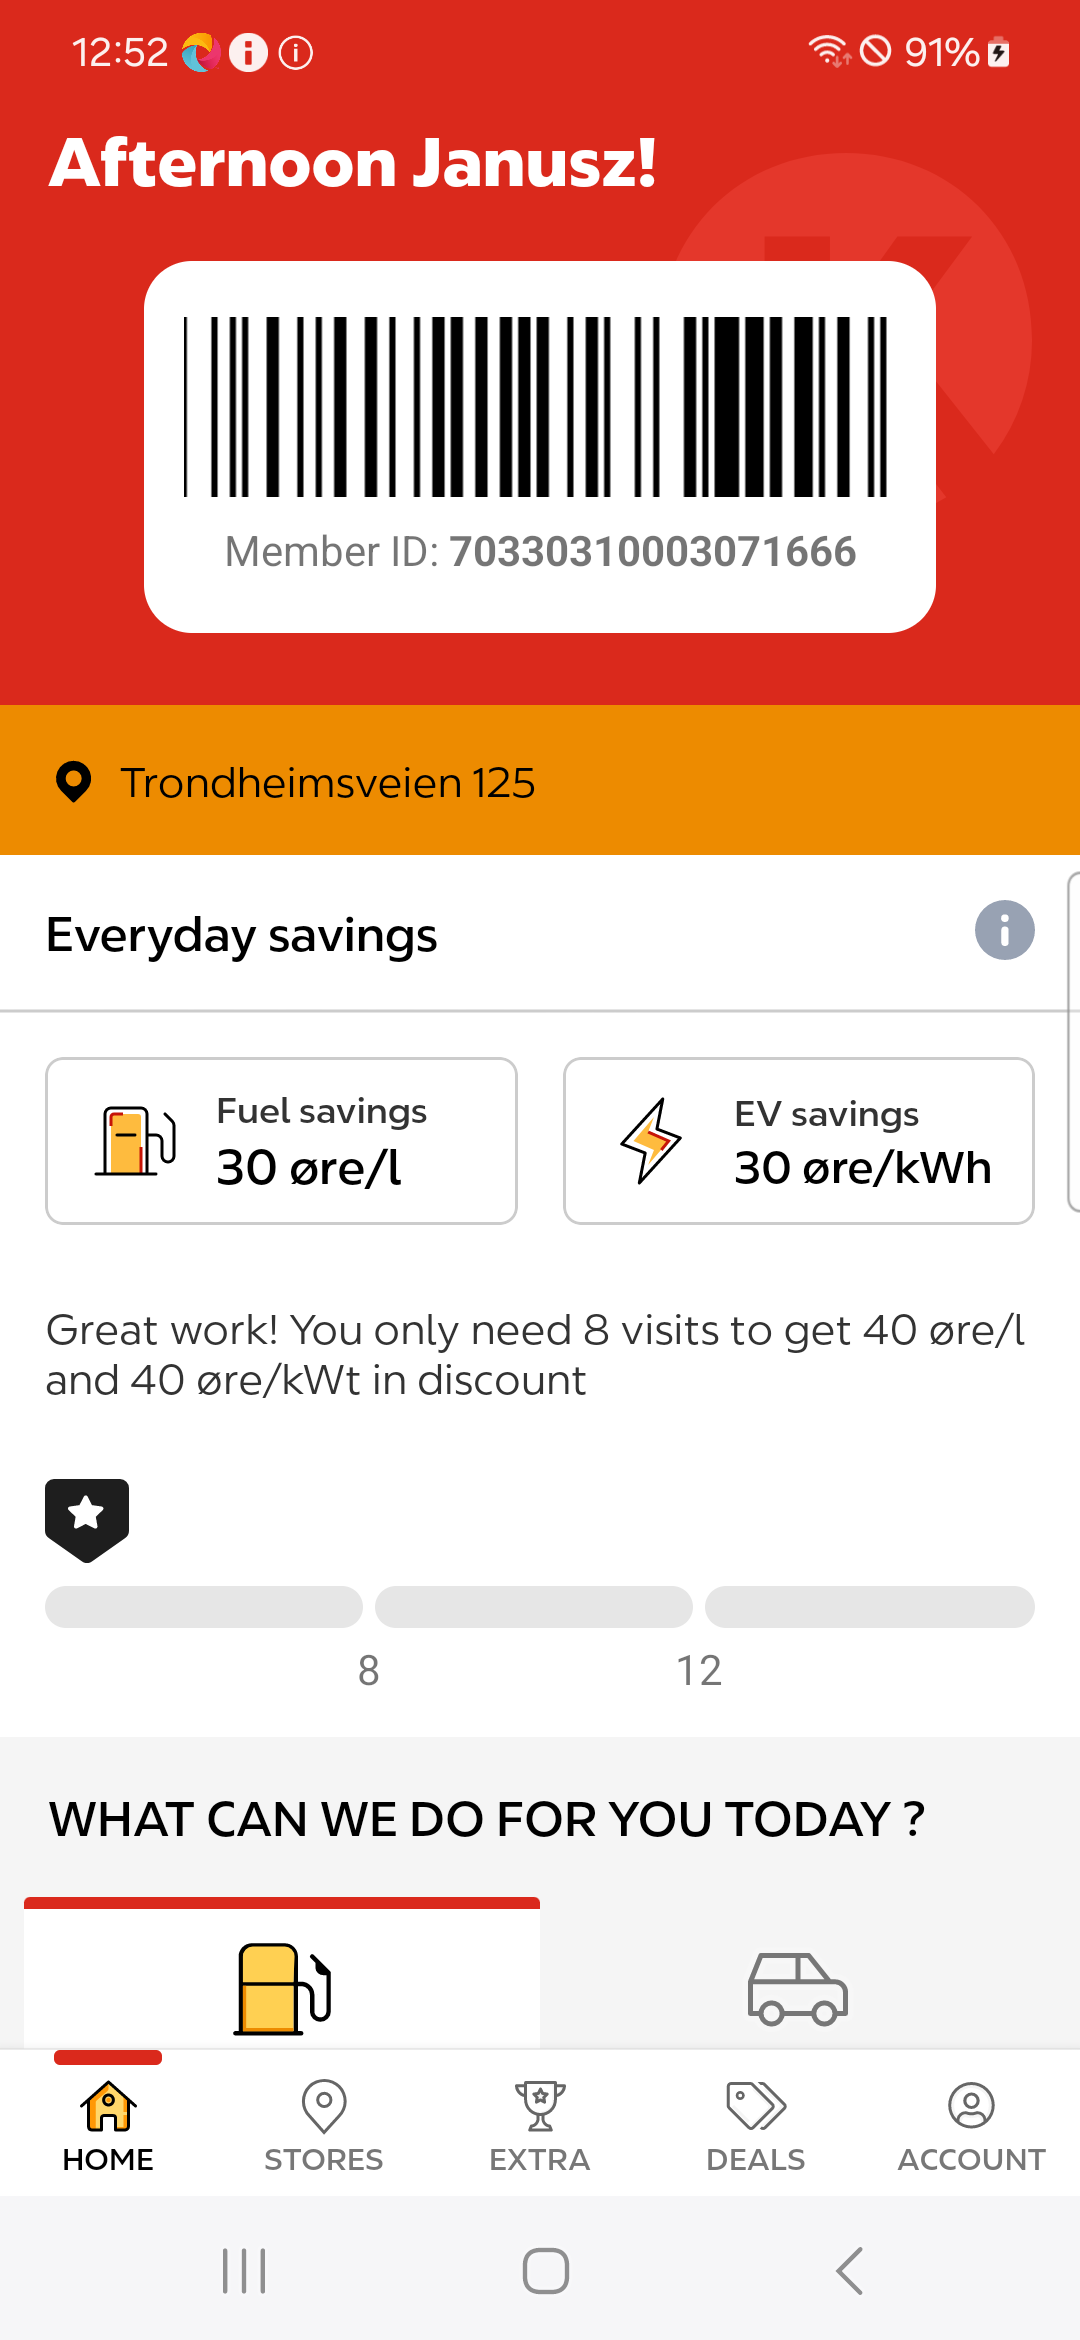 12:52
91%
Afternoon Janusz!
Member ID: 70330310003071666
Trondheimsveien 125
Everyday savings
Fuel savings
30 øre/l
EV savings
30 øre/kWh
Great work! You only need 8 visits to get 40 øre/l
and 40 øre/kWt in discount
8
12
WHAT CAN WE DO FOR YOU TODAY ?
HOME
STORES
EXTRA
DEALS
ACCOUNT